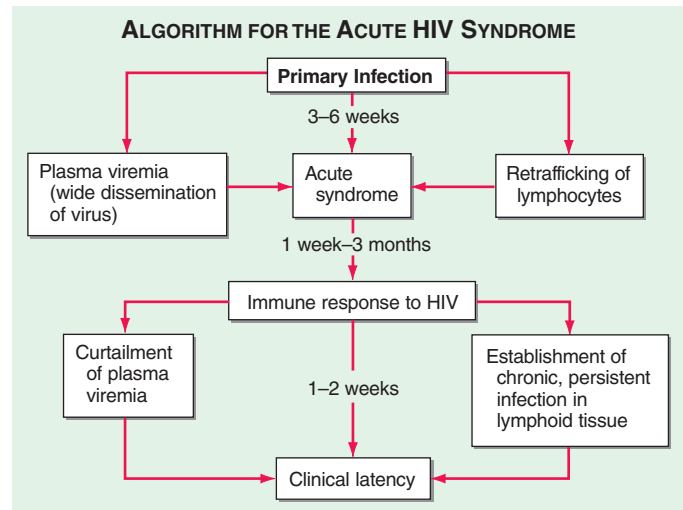 ALGORITHM FOR THE ACUTE HIV SYNDROME
Primary Infection
3–6 weeks
Plasma viremia
(wide dissemination
of virus)
Acute
syndrome
Retrafficking of
lymphocytes
1 week–3 months
Immune response to HIV
Curtailment
of plasma
viremia
1–2 weeks
Establishment of
chronic, persistent
infection in
lymphoid tissue
Clinical latency